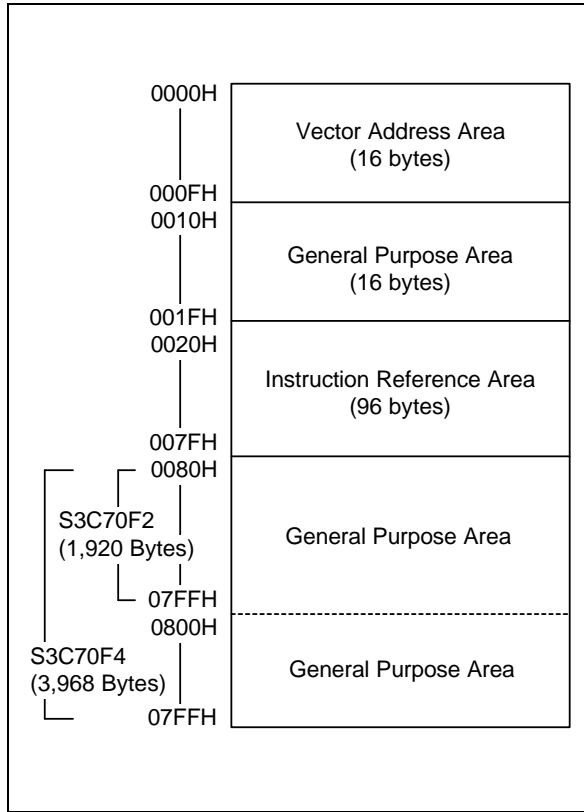 0000H
Vector Address Area
(16 bytes)
000FH
0010H
General Purpose Area
(16 bytes)
001FH
0020H
Instruction Reference Area
(96 bytes)
007FH
0080H
S3C70F2
(1,920 Bytes)
General Purpose Area
07FFH
0800H
S3C70F4
(3,968 Bytes)
General Purpose Area
07FFH